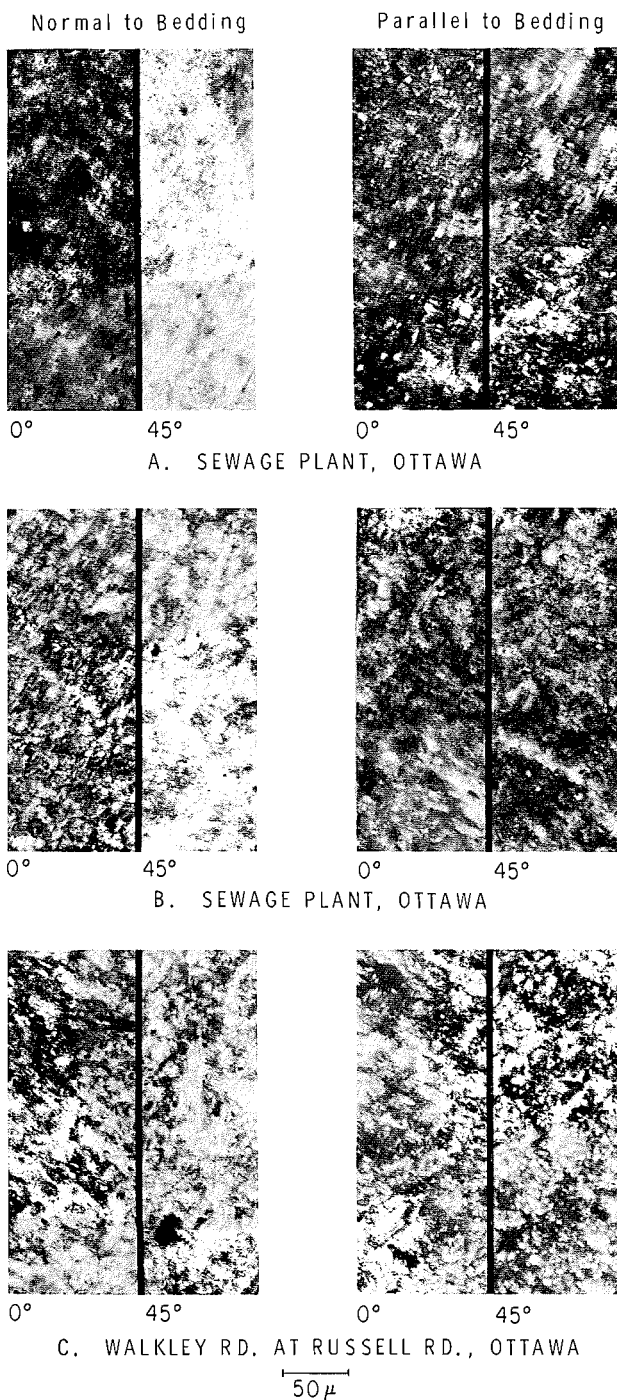 Normal to Bedding Parallel to Bedding
0° 45° 0° 45°
A. SEWAGE PLANT, OTTAWA
0° 45° 0° 45°
B. SEWAGE PLANT, OTTAWA
0° 45° 0° 45°
C. WALKLEY RD. AT RUSSELL RD., OTTAWA
50 μ